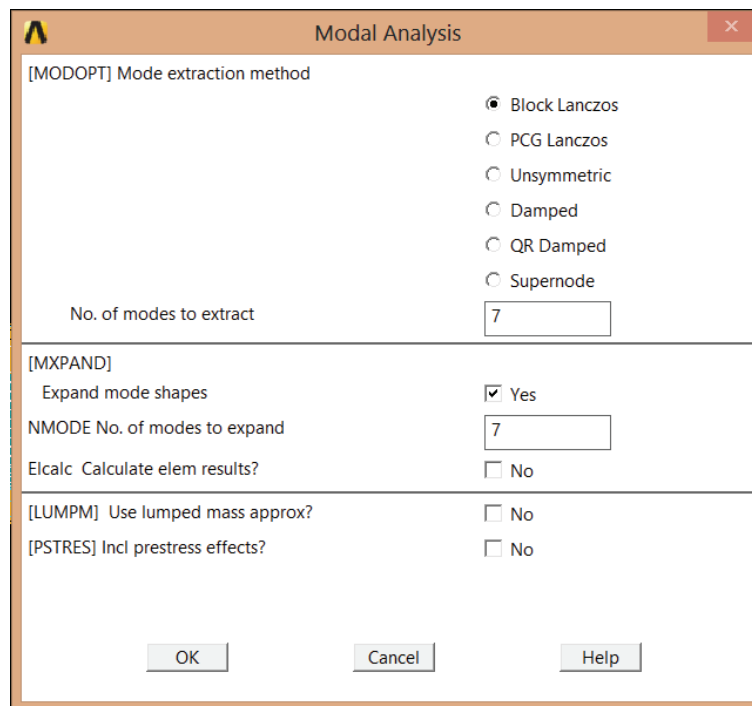 Modal Analysis
[MODOPT] Mode extraction method
Block Lanczos
PCG Lanczos
Unsymmetric
Damped
QR Damped
Supernode
No. of modes to extract 7
[MXPAND]
Expand mode shapes Yes
NMODE No. of modes to expand 7
Elcalc Calculate elem results? No
[LUMPM] Use lumped mass approx? No
[PSTRES] Incl prestress effects? No
OK Cancel Help